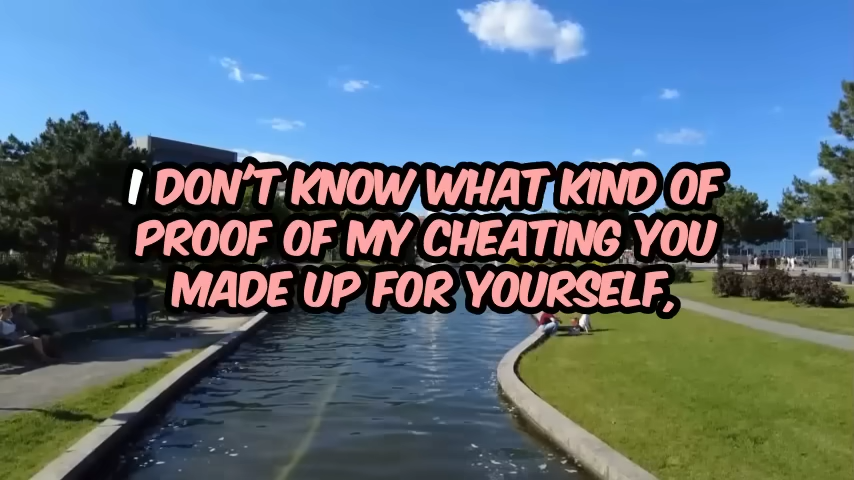 I DON'T KNOW WHAT KIND OF
PROOF OF MY CHEATING YOU
MADE UP FOR YOURSELF,